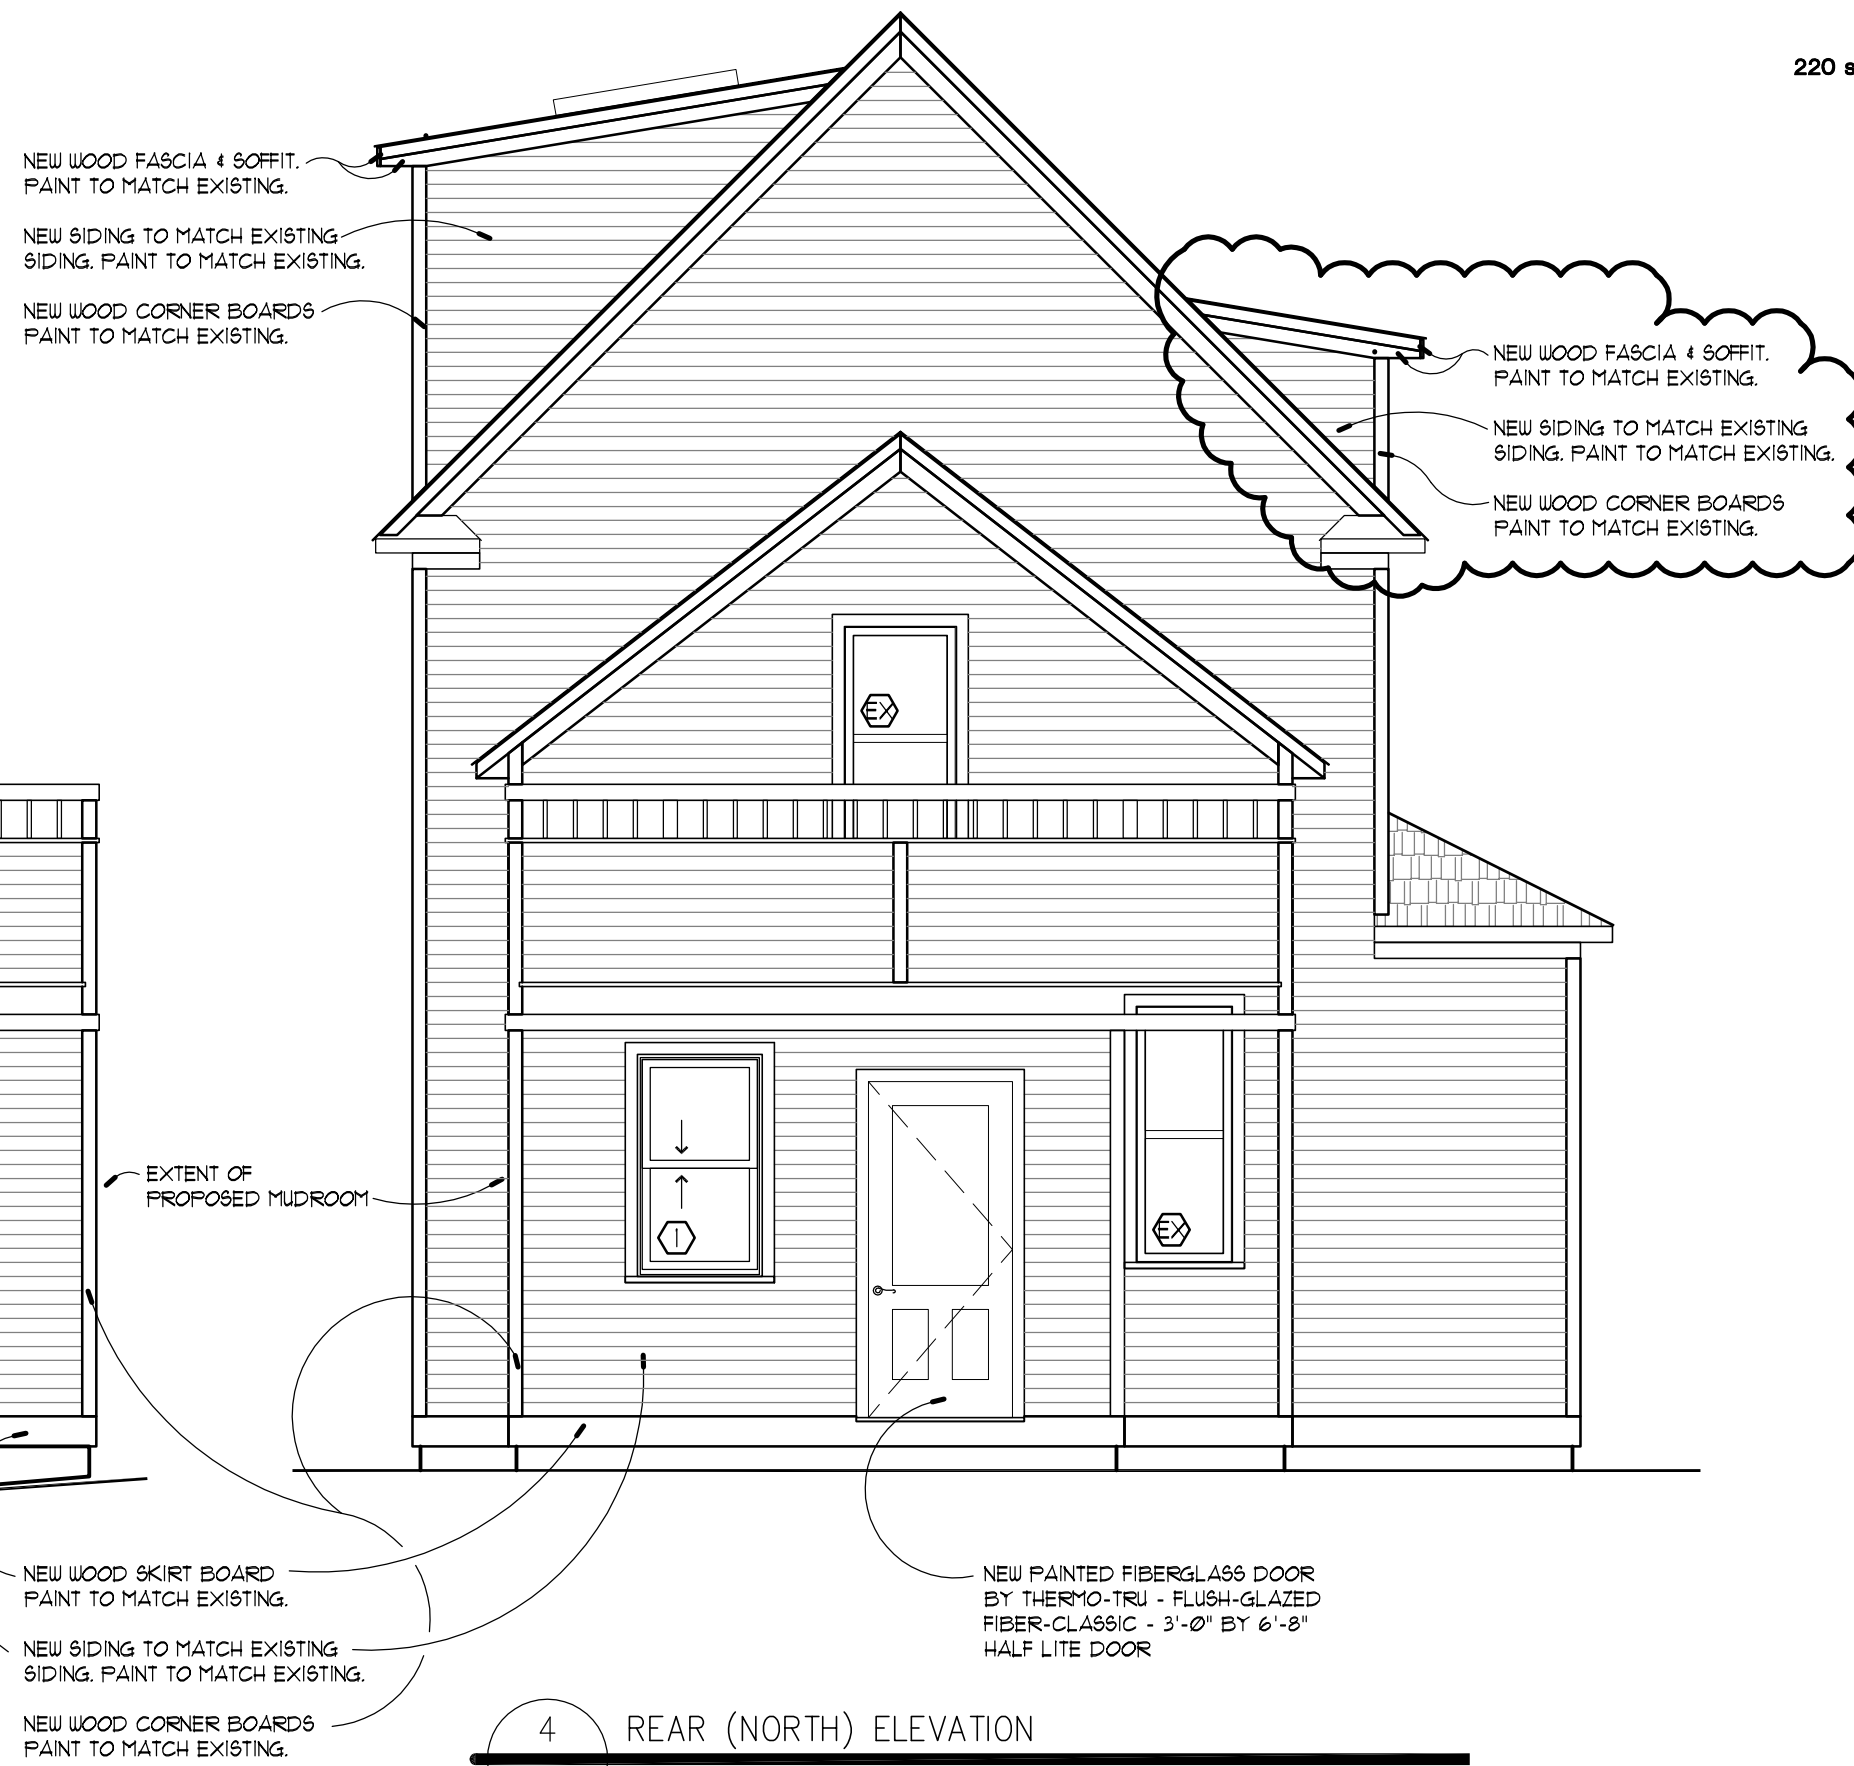 220 s
NEW WOOD FASCIA & SOFFIT.
PAINT TO MATCH EXISTING.
NEW SIDING TO MATCH EXISTING
SIDING. PAINT TO MATCH EXISTING.
NEW WOOD CORNER BOARDS
PAINT TO MATCH EXISTING.
NEW WOOD FASCIA & SOFFIT.
PAINT TO MATCH EXISTING.
NEW SIDING TO MATCH EXISTING
SIDING. PAINT TO MATCH EXISTING.
NEW WOOD CORNER BOARDS
PAINT TO MATCH EXISTING.
EX
EXTENT OF
PROPOSED MUDROOM
1
EX
NEW WOOD SKIRT BOARD
PAINT TO MATCH EXISTING.
NEW SIDING TO MATCH EXISTING
SIDING. PAINT TO MATCH EXISTING.
NEW WOOD CORNER BOARDS
PAINT TO MATCH EXISTING.
NEW PAINTED FIBERGLASS DOOR
BY THERMO-TRU - FLUSH-GLAZED
FIBER-CLASSIC - 3'-0" BY 6'-8"
HALF LITE DOOR
4 REAR (NORTH) ELEVATION